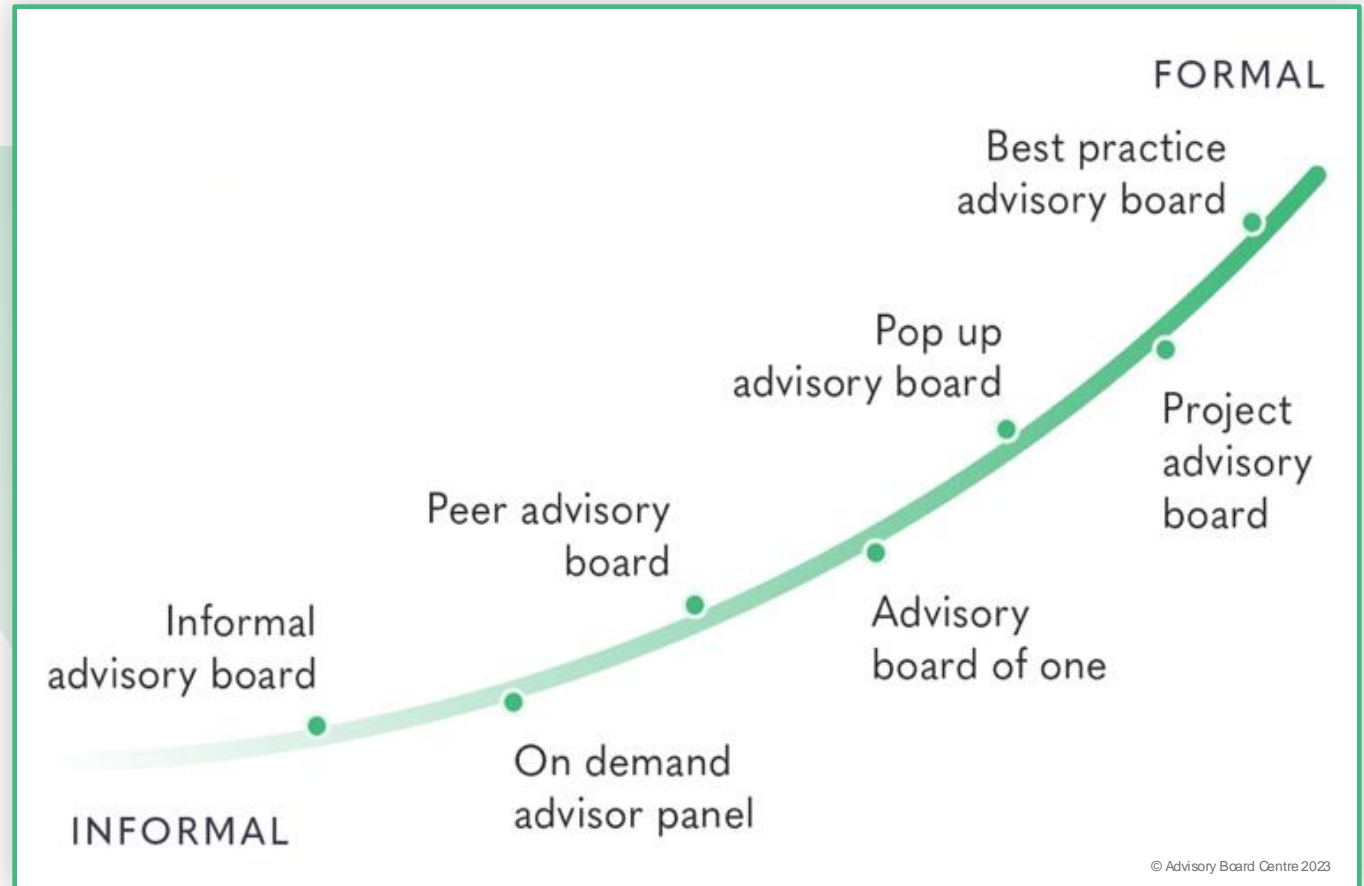 FORMAL
Best practice
advisory board
Pop up
advisory board
Project
advisory
board
Peer advisory
board
Advisory
board of one
Informal
advisory board
On demand
advisor panel
INFORMAL
© Advisory Board Centre 2023